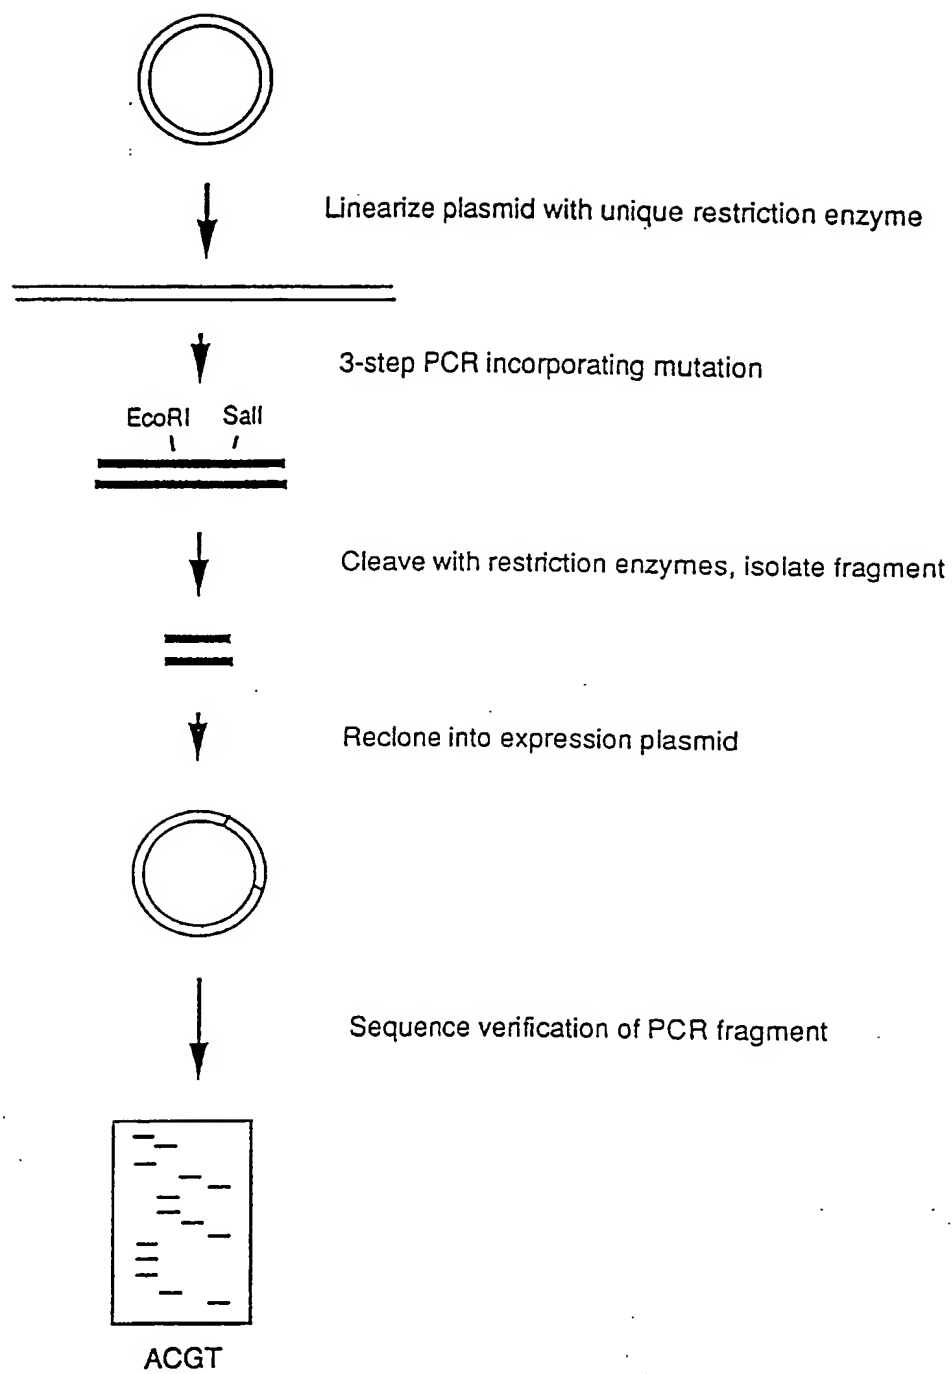 Linearize plasmid with unique restriction enzyme
3-step PCR incorporating mutation
EcoRI SalI
Cleave with restriction enzymes, isolate fragment
Reclone into expression plasmid
Sequence verification of PCR fragment
ACGT